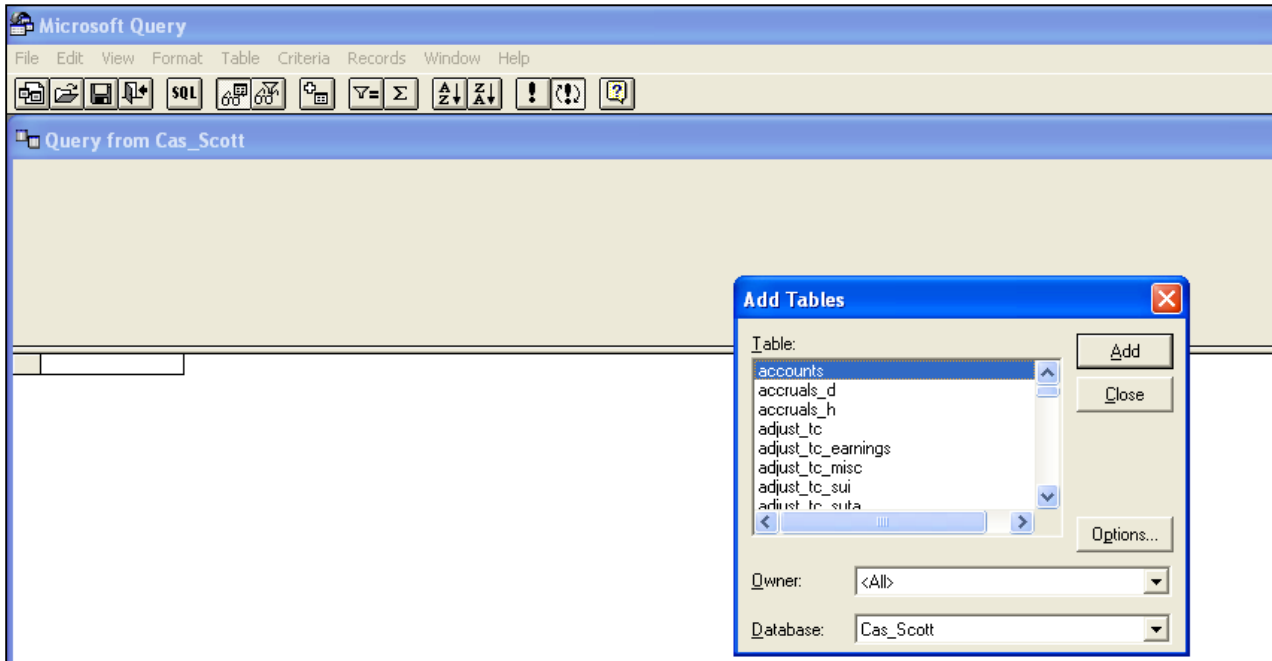 Microsoft Query
File Edit View Format Table Criteria Records Window Help
SQL
Query from Cas_Scott
Add Tables
Table:
accounts
accruals_d
accruals_h
adjust_tc
adjust_tc_earnings
adjust_tc_misc
adjust_tc_sui
adjust_tc_suta
Add
Close
Options...
Owner: <All>
Database: Cas_Scott